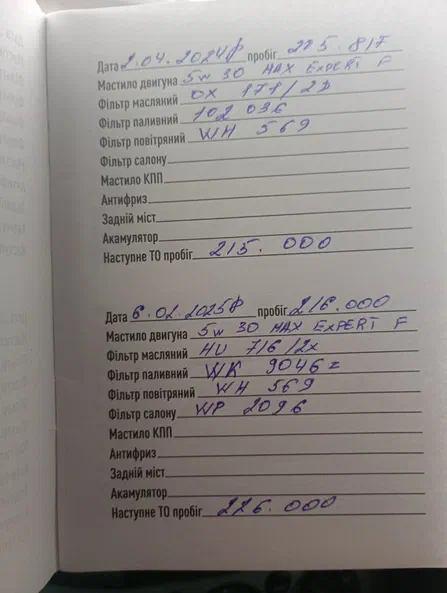 Дата 2.04.2024р пробіг 205.817
Мастило двигуна 5w 30 MAX EXPERT F
Фільтр масляний OX 171/2D
Фільтр паливний 102 036
Фільтр повітряний WH 569
Фільтр салону
Мастило КПП
Антифриз
Задній міст
Акамулятор
Наступне ТО пробіг 215.000
Дата 6.02.2025р пробіг 216.000
Мастило двигуна 5w 30 MAX EXPERT F
Фільтр масляний HU 716/2x
Фільтр паливний WK 9046z
Фільтр повітряний WH 569
Фільтр салону WP 2096
Мастило КПП
Антифриз
Задній міст
Акамулятор
Наступне ТО пробіг 226.000